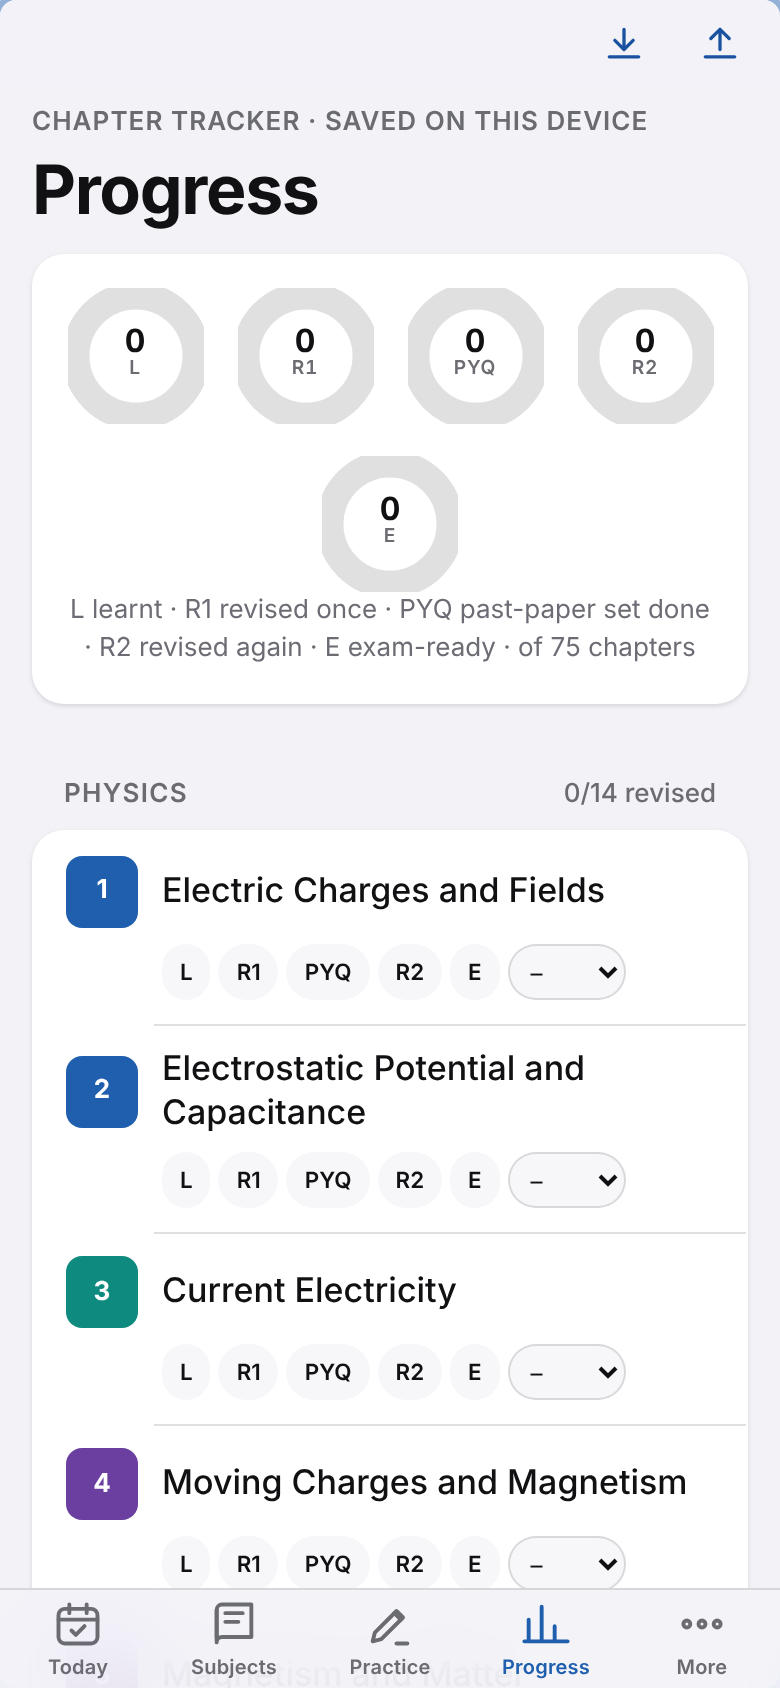 CHAPTER TRACKER · SAVED ON THIS DEVICE
Progress
0
L
0
R1
0
PYQ
0
R2
0
E
L learnt · R1 revised once · PYQ past-paper set done
· R2 revised again · E exam-ready · of 75 chapters
PHYSICS 0/14 revised
1 Electric Charges and Fields
L R1 PYQ R2 E –
2 Electrostatic Potential and
Capacitance
L R1 PYQ R2 E –
3 Current Electricity
L R1 PYQ R2 E –
4 Moving Charges and Magnetism
L R1 PYQ R2 E –
Magnetism and Matter
Today Subjects Practice Progress More